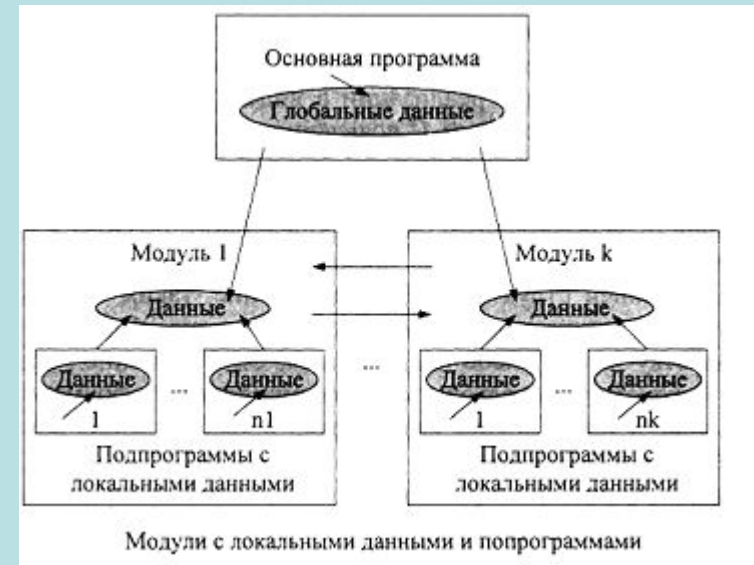 Основная программа
Глобальные данные
Модуль 1
Данные
Данные
1
...
Данные
n1
Подпрограммы с
локальными данными
...
Модуль k
Данные
Данные
1
...
Данные
nk
Подпрограммы с
локальными данными
Модули с локальными данными и попрограммами